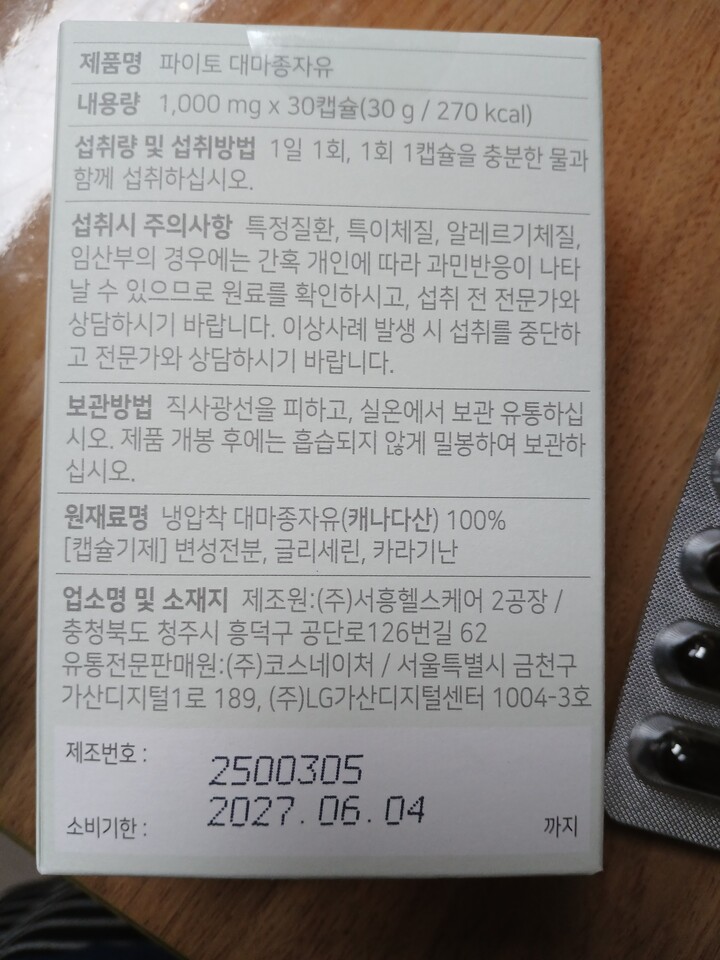 제품명 파이토 대마종자유
내용량 1,000 mg x 30캡슐(30 g / 270 kcal)
섭취량 및 섭취방법 1일 1회, 1회 1캡슐을 충분한 물과
함께 섭취하십시오.
섭취시 주의사항 특정질환, 특이체질, 알레르기체질,
임산부의 경우에는 간혹 개인에 따라 과민반응이 나타
날 수 있으므로 원료를 확인하시고, 섭취 전 전문가와
상담하시기 바랍니다. 이상사례 발생 시 섭취를 중단하
고 전문가와 상담하시기 바랍니다.
보관방법 직사광선을 피하고, 실온에서 보관 유통하십
시오. 제품 개봉 후에는 흡습되지 않게 밀봉하여 보관하
십시오.
원재료명 냉압착 대마종자유(캐나다산) 100%
[캡슐기제] 변성전분, 글리세린, 카라기난
업소명 및 소재지 제조원:(주)서흥헬스케어 2공장 /
충청북도 청주시 흥덕구 공단로126번길 62
유통전문판매원:(주)코스네이처 / 서울특별시 금천구
가산디지털1로 189, (주)LG가산디지털센터 1004-3호
제조번호 : 2500305
소비기한 : 2027. 06. 04 까지